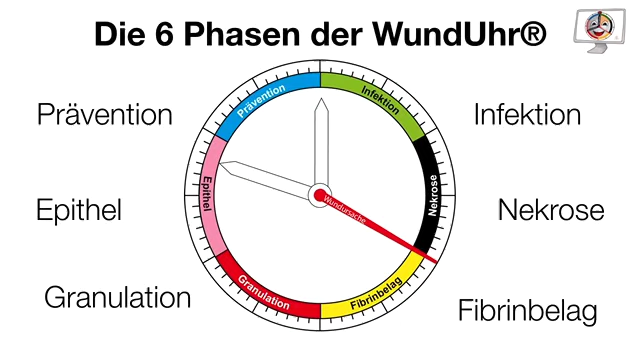 Die 6 Phasen der WundUhr®
Prävention
Infektion
Epithel
Nekrose
Granulation
Fibrinbelag
Prävention
Infektion
Epithel
Nekrose
Wundursache
Granulation
Fibrinbelag